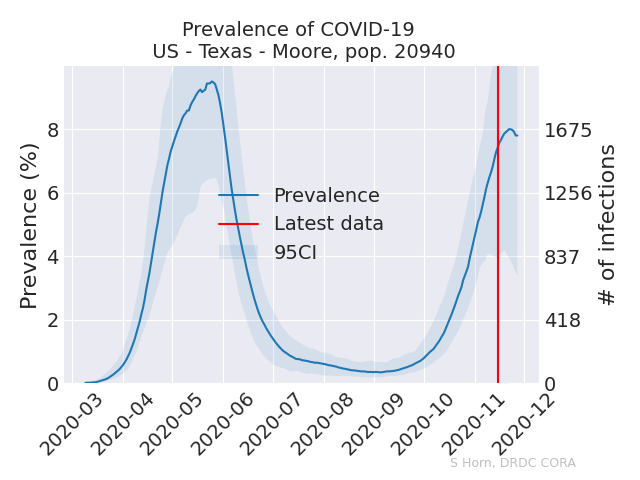 Prevalence of COVID-19
US - Texas - Moore, pop. 20940
Prevalence (%)
8
6
4
2
0
1675
1256
837
418
0
# of infections
Prevalence
Latest data
95CI
2020-03
2020-04
2020-05
2020-06
2020-07
2020-08
2020-09
2020-10
2020-11
2020-12
S Horn, DRDC CORA